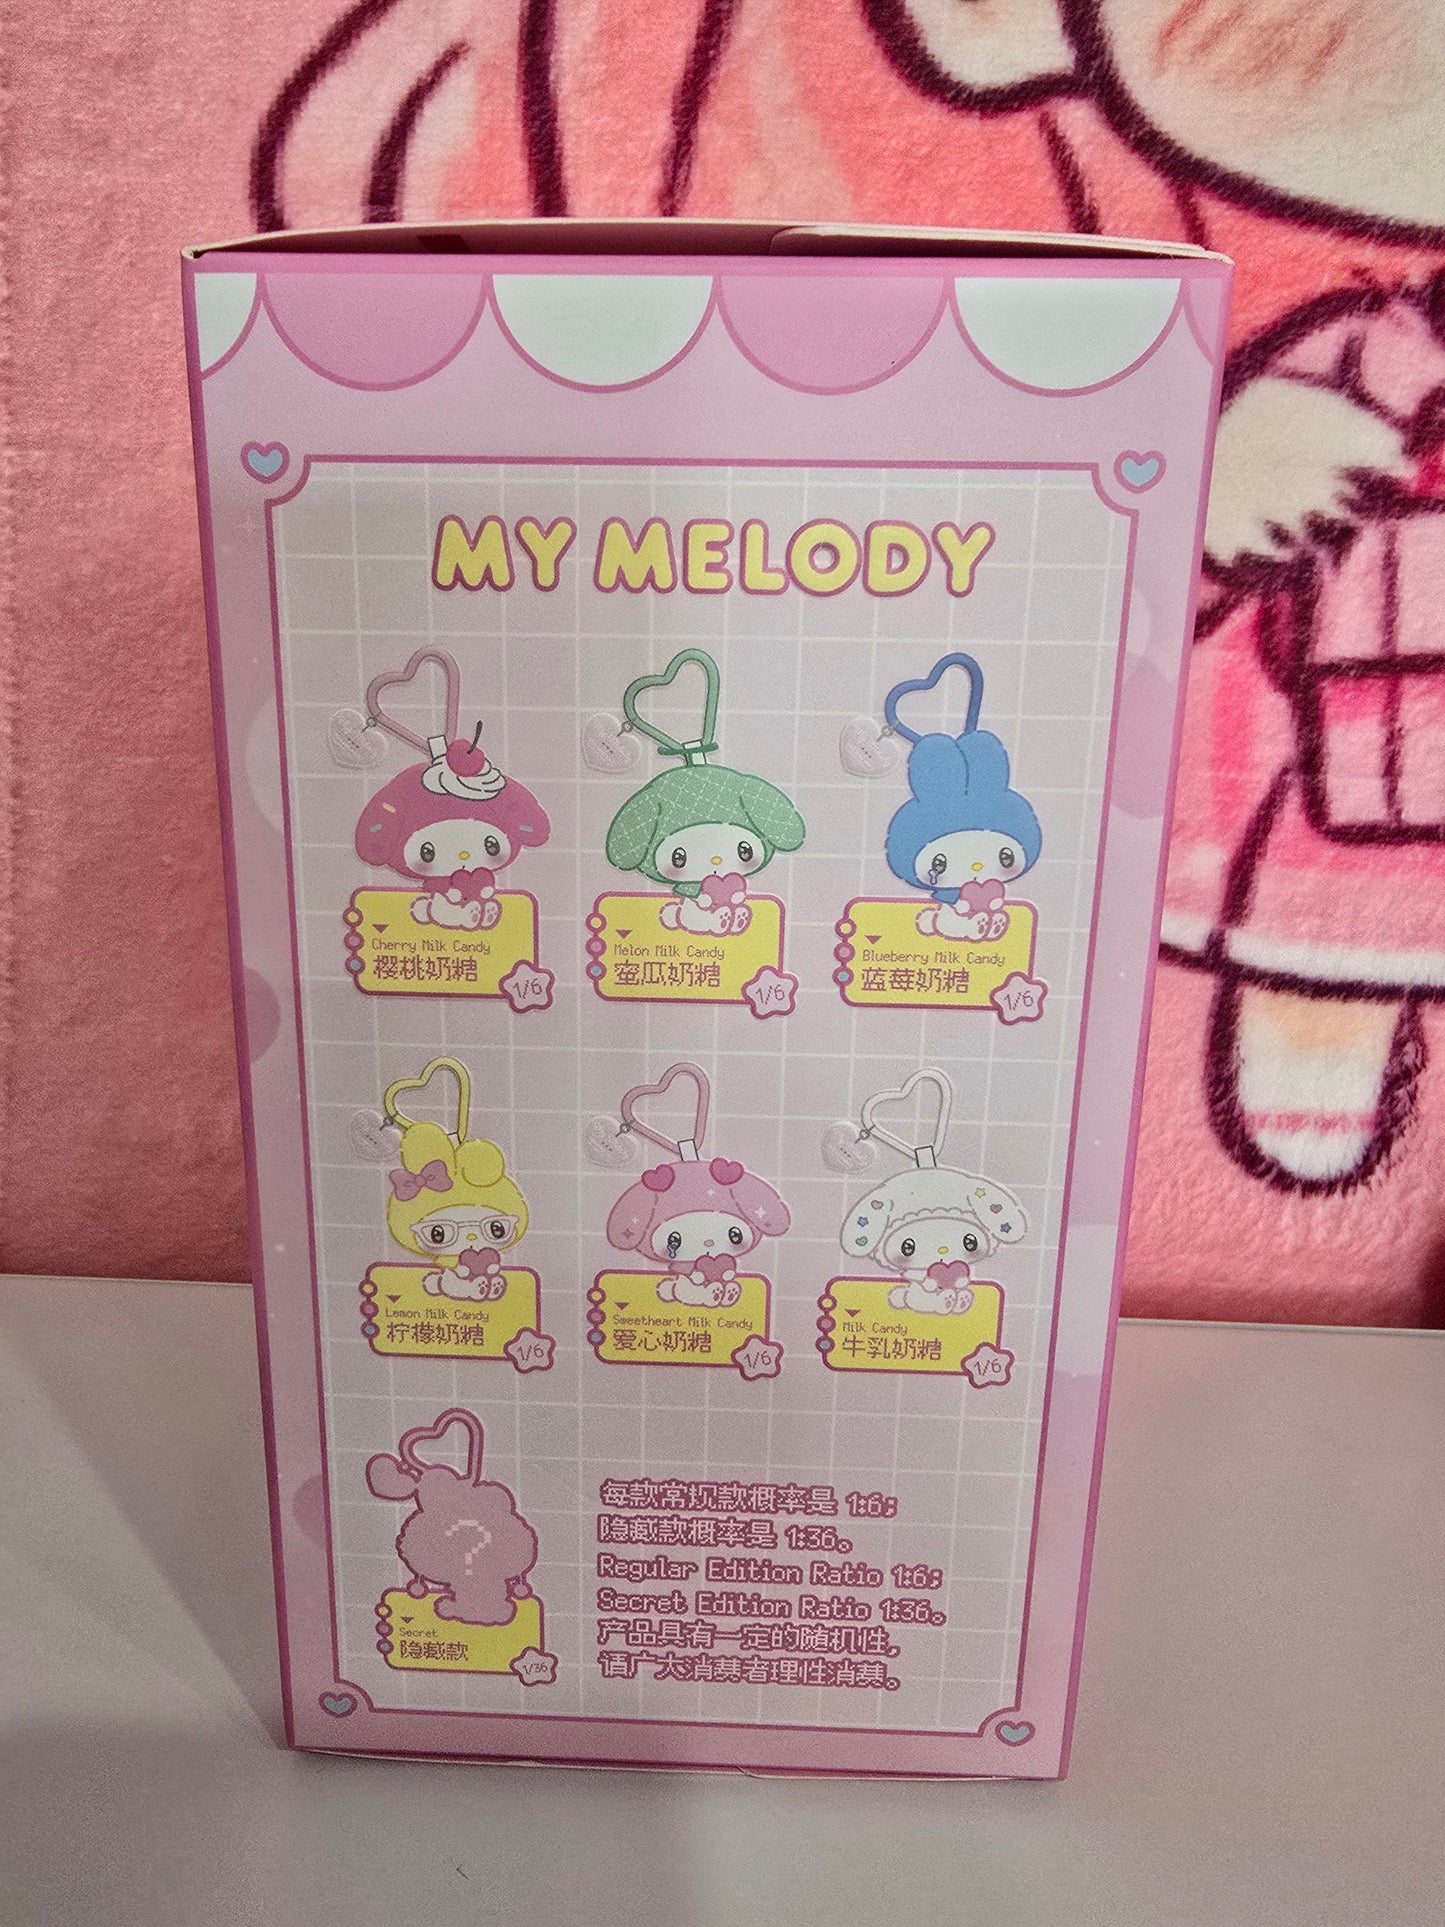 MY MELODY
Cherry Milk Candy
樱桃奶糖
1/6
Melon Milk Candy
蜜瓜奶糖
1/6
Blueberry Milk Candy
蓝莓奶糖
1/6
Lemon Milk Candy
柠檬奶糖
1/6
Sweetheart Milk Candy
爱心奶糖
1/6
Milk Candy
牛乳奶糖
1/6
?
Secret
隐藏款
1/36
每款常规款概率是 1:6;
隐藏款概率是 1:36。
Regular Edition Ratio 1:6;
Secret Edition Ratio 1:36。
产品具有一定的随机性,
请广大消费者理性消费。